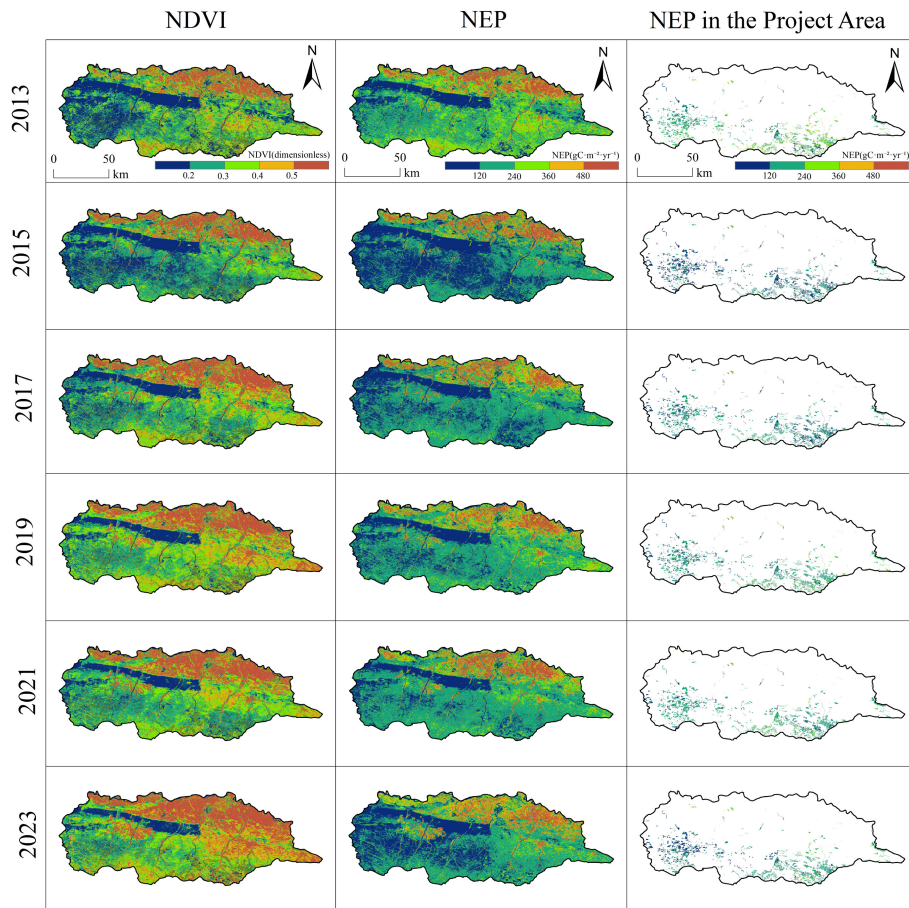 NDVI NEP NEP in the Project Area
2013
N
NDVI(dimensionless)
0 50 km
0.2 0.3 0.4 0.5
N
NEP(gC·m⁻²·yr⁻¹)
0 50 km
120 240 360 480
N
NEP(gC·m⁻²·yr⁻¹)
0 50 km
120 240 360 480
2015
2017
2019
2021
2023